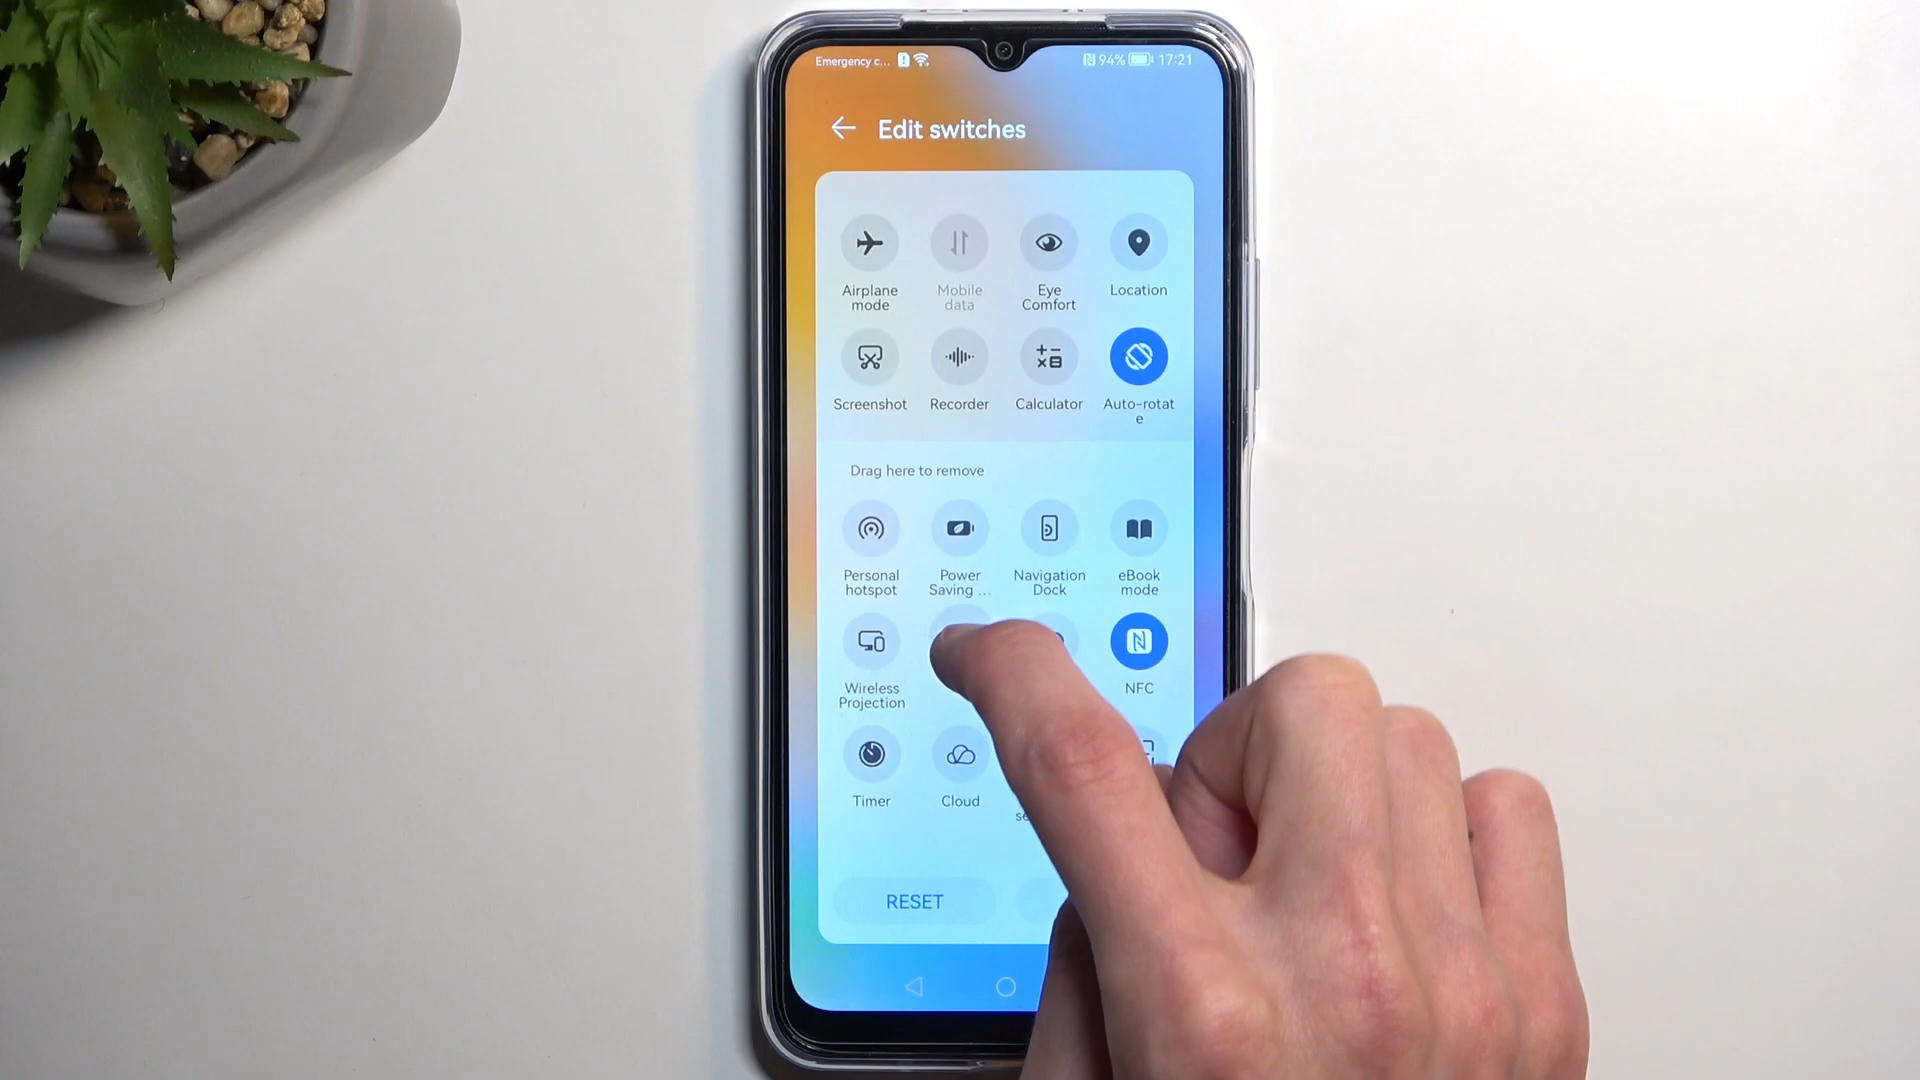 Emergency c... 94% 17:21
Edit switches
Airplane mode
Mobile data
Eye Comfort
Location
Screenshot
Recorder
Calculator
Auto-rotate
Drag here to remove
Personal hotspot
Power Saving ...
Navigation Dock
eBook mode
Wireless Projection
NFC
Timer
Cloud
RESET